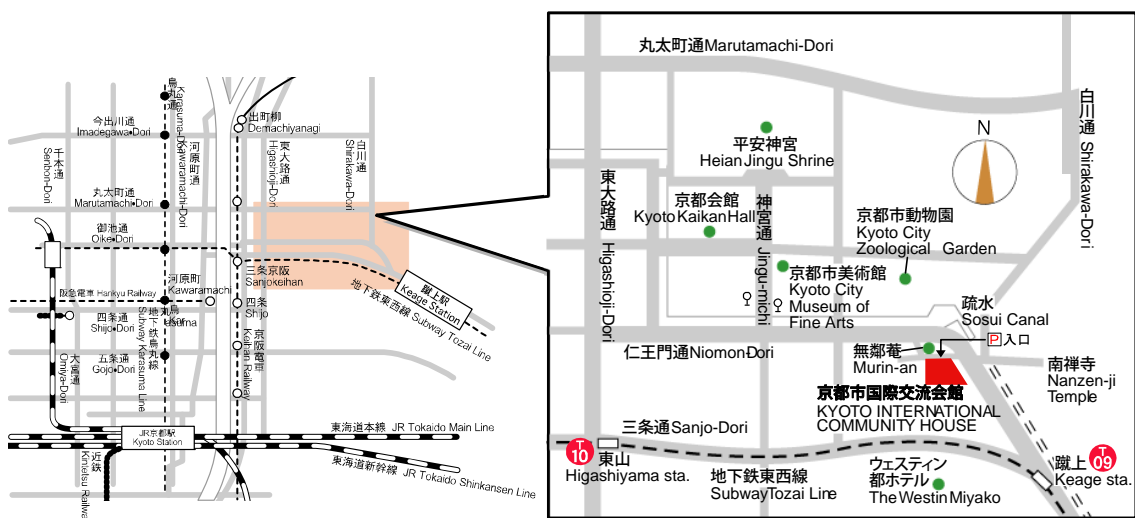 烏丸通
Karasuma-Dori
今出川通
Imadegawa-Dori
千本通
Senbon-Dori
河原町通
Kawaramachi-Dori
出町柳
Demachiyanagi
東大路通
Higashioji-Dori
白川通
Shirakawa-Dori
丸太町通
Marutamachi-Dori
御池通
Oike-Dori
河原町
Kawaramachi
三条京阪
Sanjokeihan
阪急電車 Hankyu Railway
四条
Shijo
四条通
Shijo-Dori
五条通
Gojo-Dori
大宮通
Omiya-Dori
地下鉄烏丸線
Subway Karasuma Line
京阪電車
Keihan Railway
蹴上駅
Keage Station
地下鉄東西線 Subway Tozai Line
JR京都駅
Kyoto Station
東海道本線 JR Tokaido Main Line
東海道新幹線 JR Tokaido Shinkansen Line
近鉄
Kintetsu Railway
丸太町通Marutamachi-Dori
白川通 Shirakawa-Dori
N
平安神宮
Heian Jingu Shrine
東大路通 Higashioji-Dori
京都会館
Kyoto Kaikan Hall
神宮通 Jingu-michi
京都市動物園
Kyoto City
Zoological Garden
京都市美術館
Kyoto City
Museum of
Fine Arts
疏水
Sosui Canal
P入口
仁王門通Niomon-Dori
無鄰菴
Murin-an
南禅寺
Nanzen-ji
Temple
京都市国際交流会館
KYOTO INTERNATIONAL
COMMUNITY HOUSE
三条通Sanjo-Dori
T
10
東山
Higashiyama sta.
地下鉄東西線
Subway Tozai Line
ウェスティン
都ホテル
The Westin Miyako
T
09
蹴上
Keage sta.